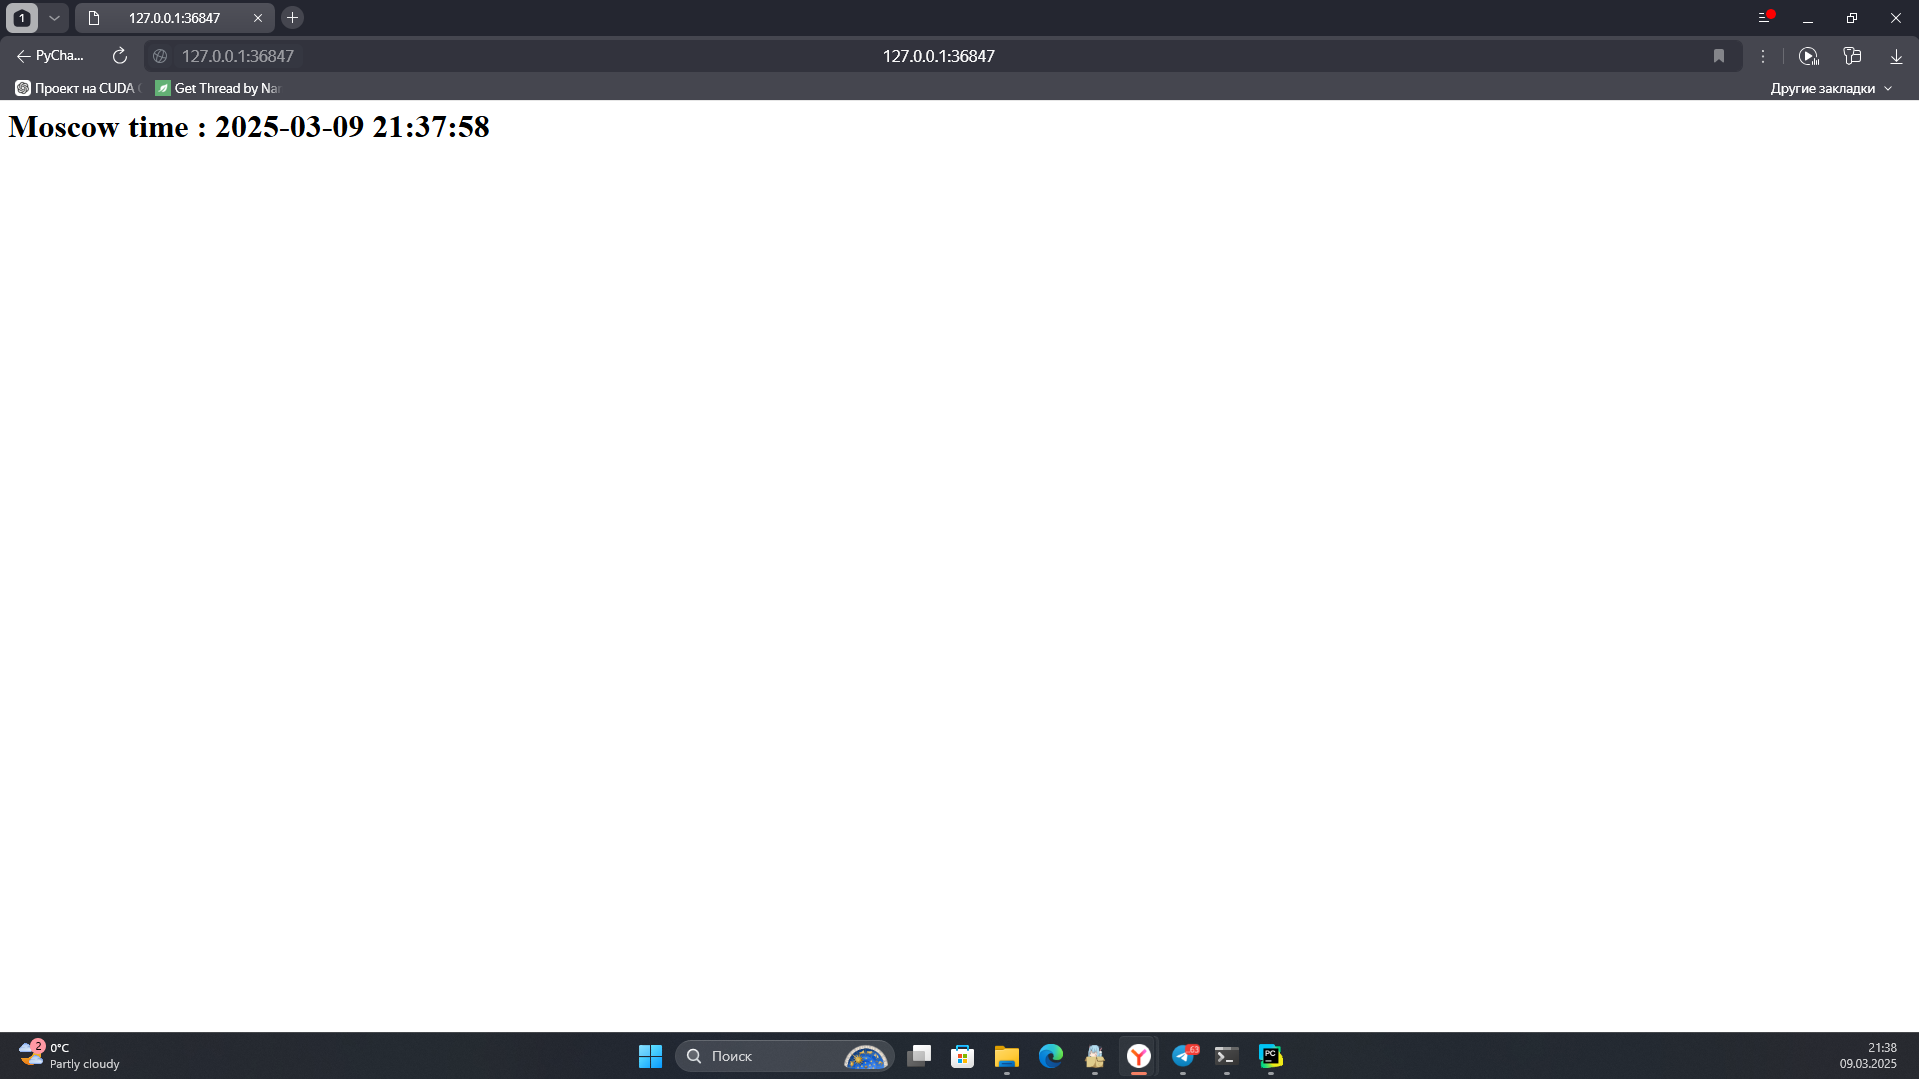 1
127.0.0.1:36847
PyCha...
127.0.0.1:36847
127.0.0.1:36847
Проект на CUDA
Get Thread by Nar
Другие закладки
Moscow time : 2025-03-09 21:37:58
2
0°C
Partly cloudy
Поиск
63
PC
21:38
09.03.2025